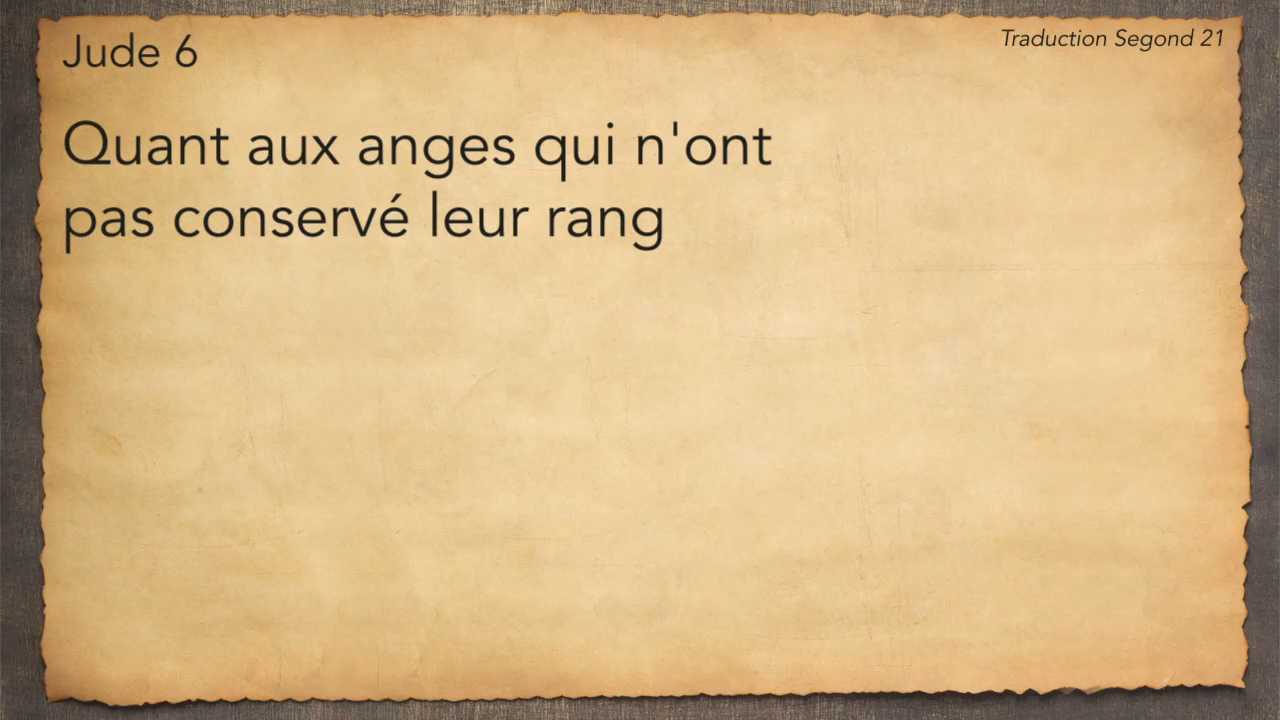 Jude 6
Traduction Segond 21
Quant aux anges qui n'ont
pas conservé leur rang